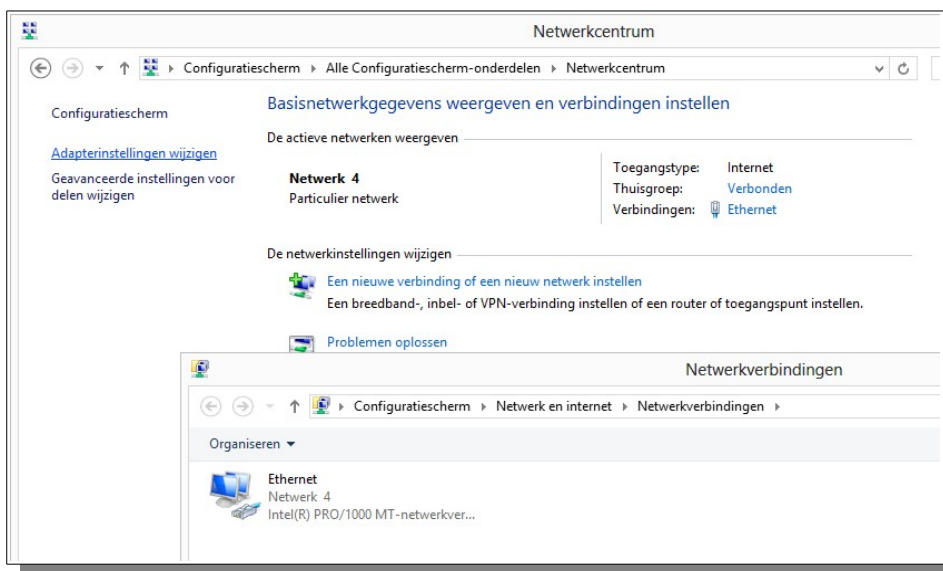 Netwerkcentrum
Configuratiescherm Alle Configuratiescherm-onderdelen Netwerkcentrum
Configuratiescherm
Adapterinstellingen wijzigen
Geavanceerde instellingen voor
delen wijzigen
Basisnetwerkgegevens weergeven en verbindingen instellen
De actieve netwerken weergeven
Netwerk 4
Particulier netwerk
Toegangstype: Internet
Thuisgroep: Verbonden
Verbindingen: Ethernet
De netwerkinstellingen wijzigen
Een nieuwe verbinding of een nieuw netwerk instellen
Een breedband-, inbel- of VPN-verbinding instellen of een router of toegangspunt instellen.
Problemen oplossen
Netwerkverbindingen
Configuratiescherm Netwerk en internet Netwerkverbindingen
Organiseren
Ethernet
Netwerk 4
Intel(R) PRO/1000 MT-netwerkver...